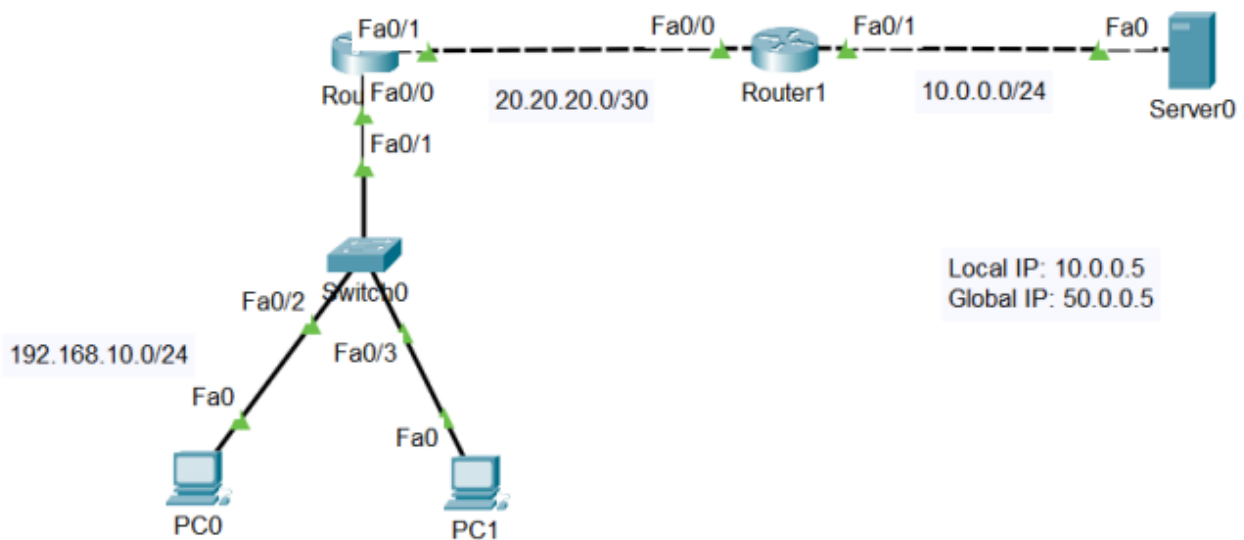 Fa0/1
Fa0/0
Fa0/1
Fa0
Rou
Fa0/0
20.20.20.0/30
Router1
10.0.0.0/24
Server0
Fa0/1
Local IP: 10.0.0.5
Global IP: 50.0.0.5
Switch0
Fa0/2
192.168.10.0/24
Fa0/3
Fa0
Fa0
PC0
PC1